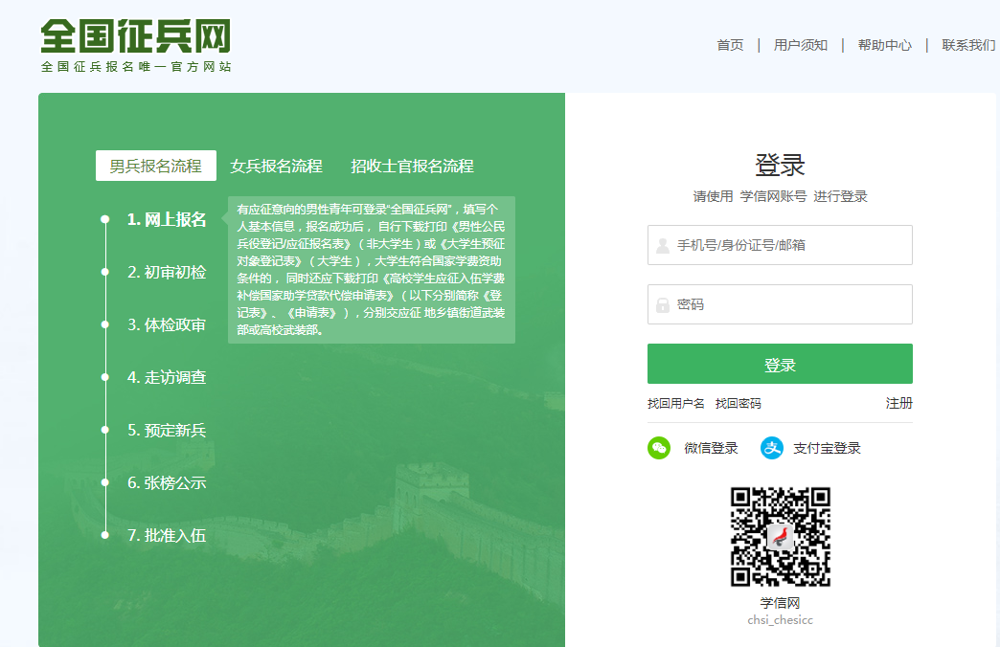 全国征兵网
全国征兵报名唯一官方网站
首页 | 用户须知 | 帮助中心 | 联系我们
男兵报名流程 女兵报名流程 招收士官报名流程
1. 网上报名
有应征意向的男性青年可登录“全国征兵网”，填写个
人基本信息，报名成功后， 自行下载打印《男性公民
兵役登记/应征报名表》（非大学生）或《大学生预征
对象登记表》（大学生），大学生符合国家学费资助
条件的， 同时还应下载打印《高校学生应征入伍学费
补偿国家助学贷款代偿申请表》（以下分别简称《登
记表》、《申请表》），分别交应征 地乡镇街道武装
部或高校武装部。
2. 初审初检
3. 体检政审
4. 走访调查
5. 预定新兵
6. 张榜公示
7. 批准入伍
登录
请使用 学信网账号 进行登录
手机号/身份证号/邮箱
密码
登录
找回用户名 找回密码 注册
微信登录 支付宝登录
学信网
chsi_chesicc